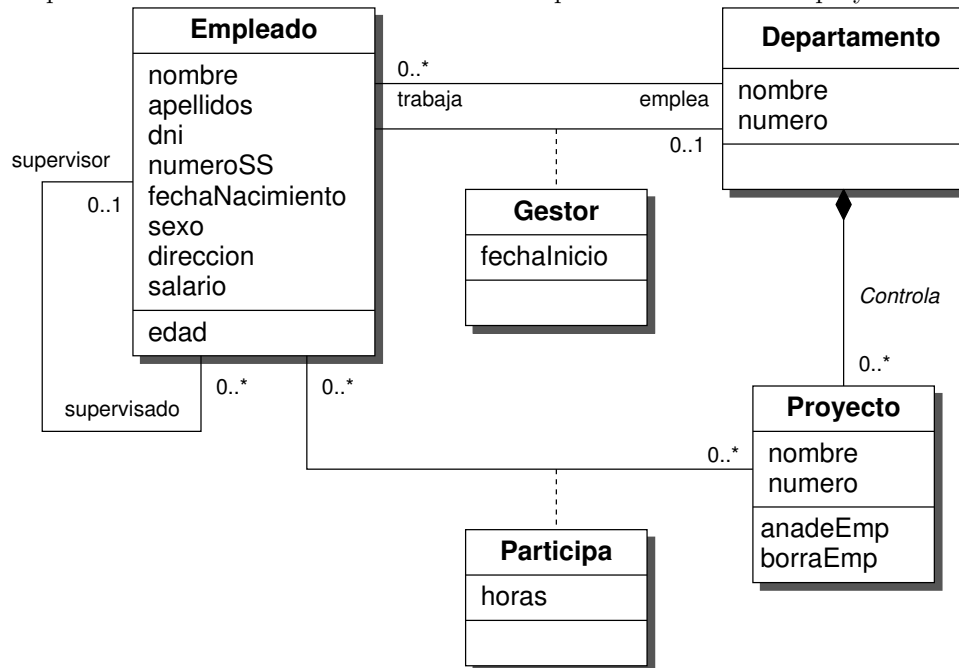 Empleado
nombre
apellidos
dni
numeroSS
fechaNacimiento
sexo
direccion
salario
edad
0..*
trabaja
emplea
0..1
Departamento
nombre
numero
supervisor
0..1
supervisado
0..*
0..*
Gestor
fechaInicio
Controla
0..*
Proyecto
nombre
numero
anadeEmp
borraEmp
0..*
Participa
horas